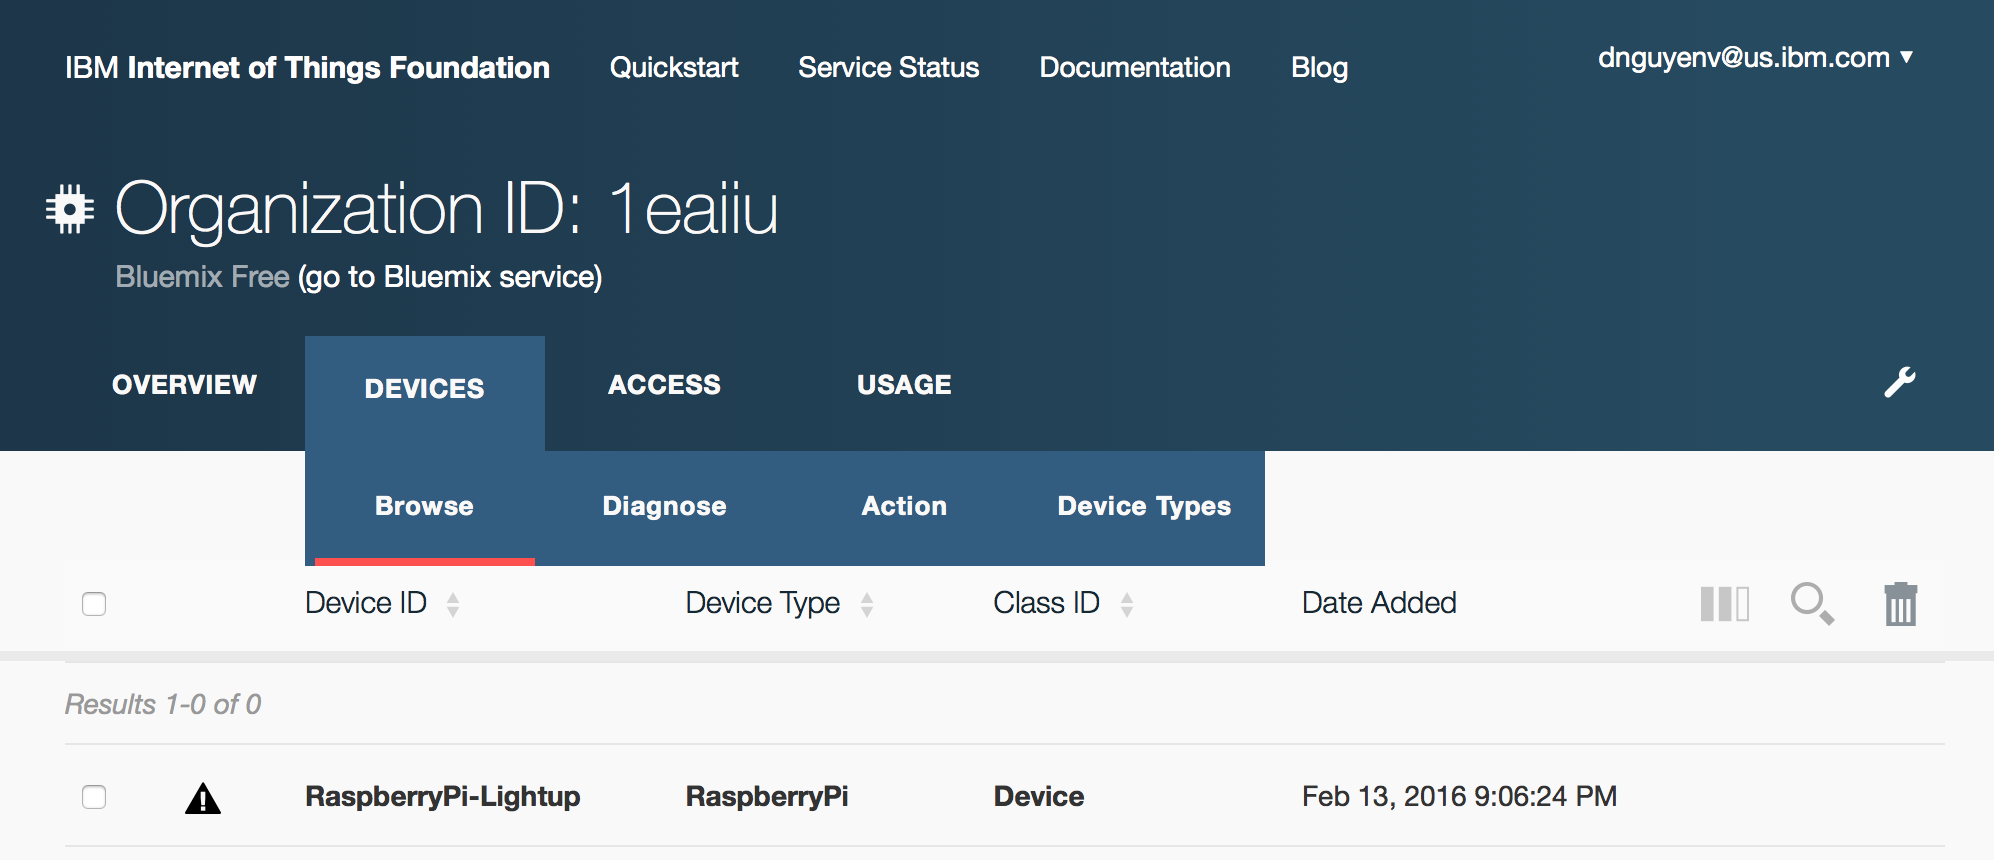 IBM Internet of Things Foundation Quickstart Service Status Documentation Blog dnguyenv@us.ibm.com
Organization ID: 1eaiiu
Bluemix Free (go to Bluemix service)
OVERVIEW DEVICES ACCESS USAGE
Browse Diagnose Action Device Types
Device ID Device Type Class ID Date Added
Results 1-0 of 0
RaspberryPi-Lightup RaspberryPi Device Feb 13, 2016 9:06:24 PM